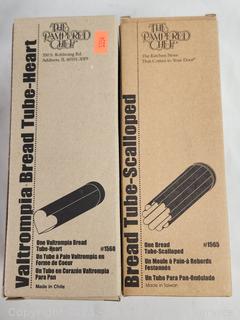 THE
PAMPERED
CHEF®
Addison, IL 60101-3099
Valtrompia Bread Tube-Heart
One Valtrompia Bread
Tube-Heart
#1560
Un Tube à Pain Valtrompia en
Forme de Coeur
Un Tubo en Corazón Valtrompia
Para Pan
Made in Chile
THE
PAMPERED
CHEF®
The Kitchen Store
That Comes to Your Door®
Bread Tube-Scalloped
One Bread
Tube-Scalloped
#1565
Un Moule à Pain-à Rebords
Festonnés
Un Tubo Para Pan-Ondulado
Made in Taiwan